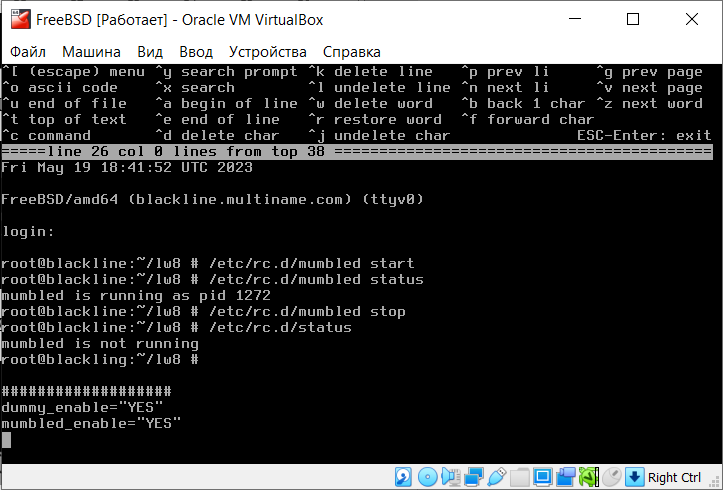 FreeBSD [Работает] - Oracle VM VirtualBox
Файл Машина Вид Ввод Устройства Справка
^[ (escape) menu ^y search prompt ^k delete line ^p prev li ^g prev page
^o ascii code ^x search ^l undelete line ^n next li ^v next page
^u end of file ^a begin of line ^w delete word ^b back 1 char ^z next word
^t top of text ^e end of line ^r restore word ^f forward char
^c command ^d delete char ^j undelete char ESC-Enter: exit
=====line 26 col 0 lines from top 38 ==========================================
Fri May 19 18:41:52 UTC 2023
FreeBSD/amd64 (blackline.multiname.com) (ttyv0)
login:
root@blackline:~/lw8 # /etc/rc.d/mumbled start
root@blackline:~/lw8 # /etc/rc.d/mumbled status
mumbled is running as pid 1272
root@blackline:~/lw8 # /etc/rc.d/mumbled stop
root@blackline:~/lw8 # /etc/rc.d/status
mumbled is not running
root@blackling:~/lw8 #
###################
dummy_enable="YES"
mumbled_enable="YES"
Right Ctrl